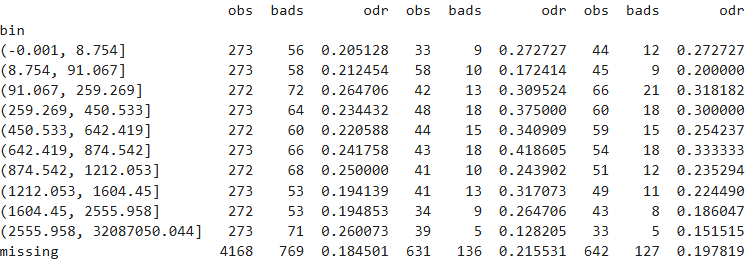 obs bads odr obs bads odr obs bads odr
bin
(-0.001, 8.754] 273 56 0.205128 33 9 0.272727 44 12 0.272727
(8.754, 91.067] 273 58 0.212454 58 10 0.172414 45 9 0.200000
(91.067, 259.269] 272 72 0.264706 42 13 0.309524 66 21 0.318182
(259.269, 450.533] 273 64 0.234432 48 18 0.375000 60 18 0.300000
(450.533, 642.419] 272 60 0.220588 44 15 0.340909 59 15 0.254237
(642.419, 874.542] 273 66 0.241758 43 18 0.418605 54 18 0.333333
(874.542, 1212.053] 272 68 0.250000 41 10 0.243902 51 12 0.235294
(1212.053, 1604.45] 273 53 0.194139 41 13 0.317073 49 11 0.224490
(1604.45, 2555.958] 272 53 0.194853 34 9 0.264706 43 8 0.186047
(2555.958, 32087050.044] 273 71 0.260073 39 5 0.128205 33 5 0.151515
missing 4168 769 0.184501 631 136 0.215531 642 127 0.197819